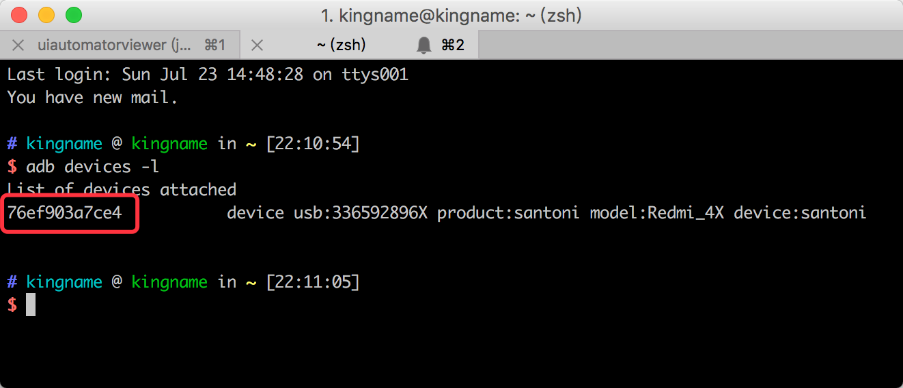 1. kingname@kingname: ~ (zsh)
uiautomatorviewer (j... ⌘1 ~ (zsh) ⌘2
Last login: Sun Jul 23 14:48:28 on ttys001
You have new mail.
# kingname @ kingname in ~ [22:10:54]
$ adb devices -l
List of devices attached
76ef903a7ce4 device usb:336592896X product:santoni model:Redmi_4X device:santoni
# kingname @ kingname in ~ [22:11:05]
$